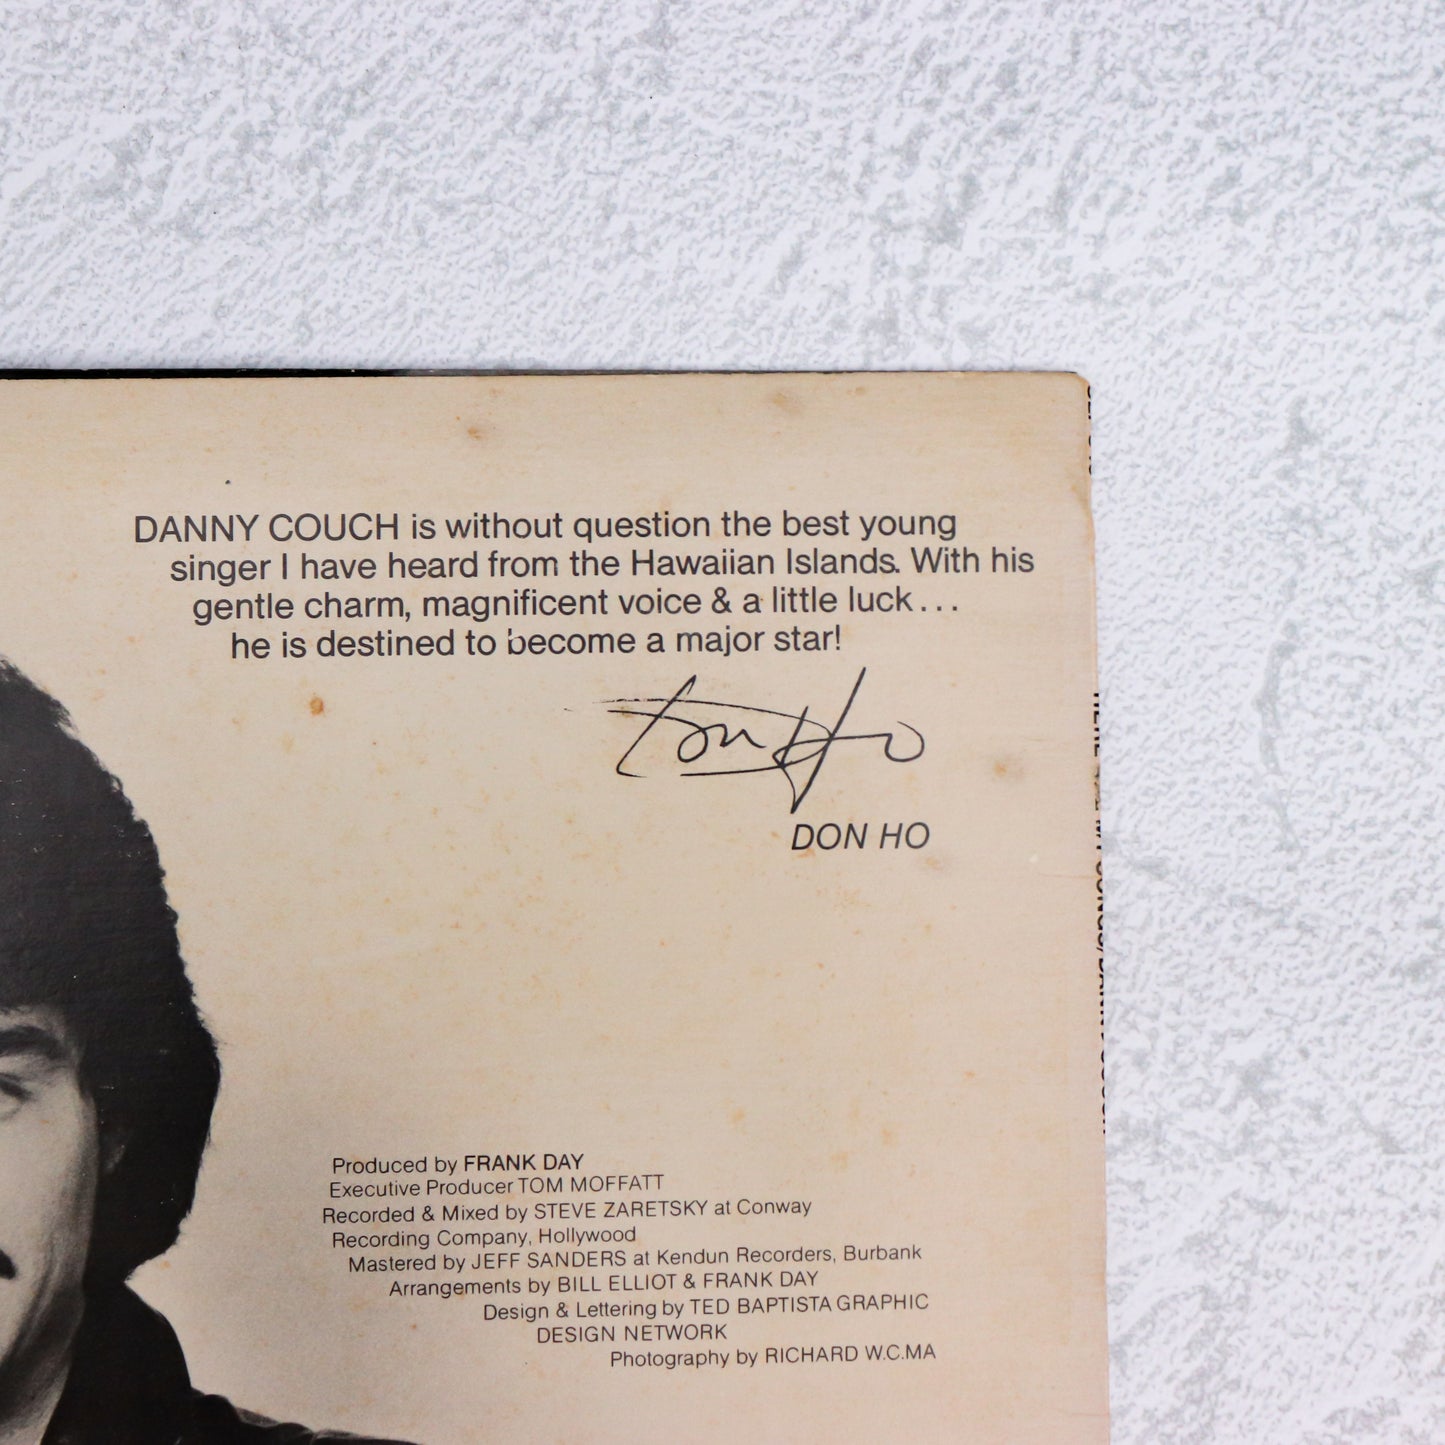 DANNY COUCH is without question the best young
singer I have heard from the Hawaiian Islands. With his
gentle charm, magnificent voice & a little luck...
he is destined to become a major star!
Don Ho
DON HO
Produced by FRANK DAY
Executive Producer TOM MOFFATT
Recorded & Mixed by STEVE ZARETSKY at Conway
Recording Company, Hollywood
Mastered by JEFF SANDERS at Kendun Recorders, Burbank
Arrangements by BILL ELLIOT & FRANK DAY
Design & Lettering by TED BAPTISTA GRAPHIC
DESIGN NETWORK
Photography by RICHARD W.C.MA